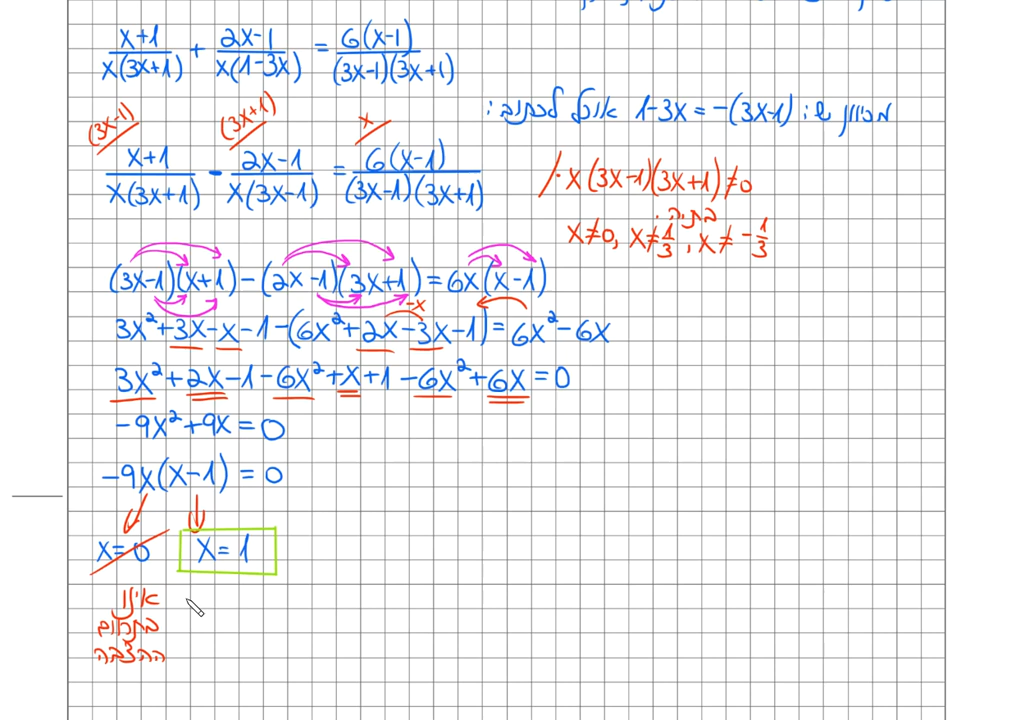 (x+1)/(x(3x+1)) + (2x-1)/(x(1-3x)) = 6(x-1)/((3x-1)(3x+1))
מכיוון ש: 1-3x = -(3x-1) אוכל לכתוב:
(3x-1) (3x+1) x
(x+1)/(x(3x+1)) - (2x-1)/(x(3x-1)) = 6(x-1)/((3x-1)(3x+1)) /· x(3x-1)(3x+1) ≠ 0
x≠0, x≠1/3, x≠-1/3
(3x-1)(x+1) - (2x-1)(3x+1) = 6x(x-1)
-x
3x²+3x-x-1-(6x²+2x-3x-1) = 6x²-6x
3x²+2x-1-6x²+x+1-6x²+6x = 0
-9x²+9x = 0
-9x(x-1) = 0
x=0 x=1
אינו
בתחום
ההצבה